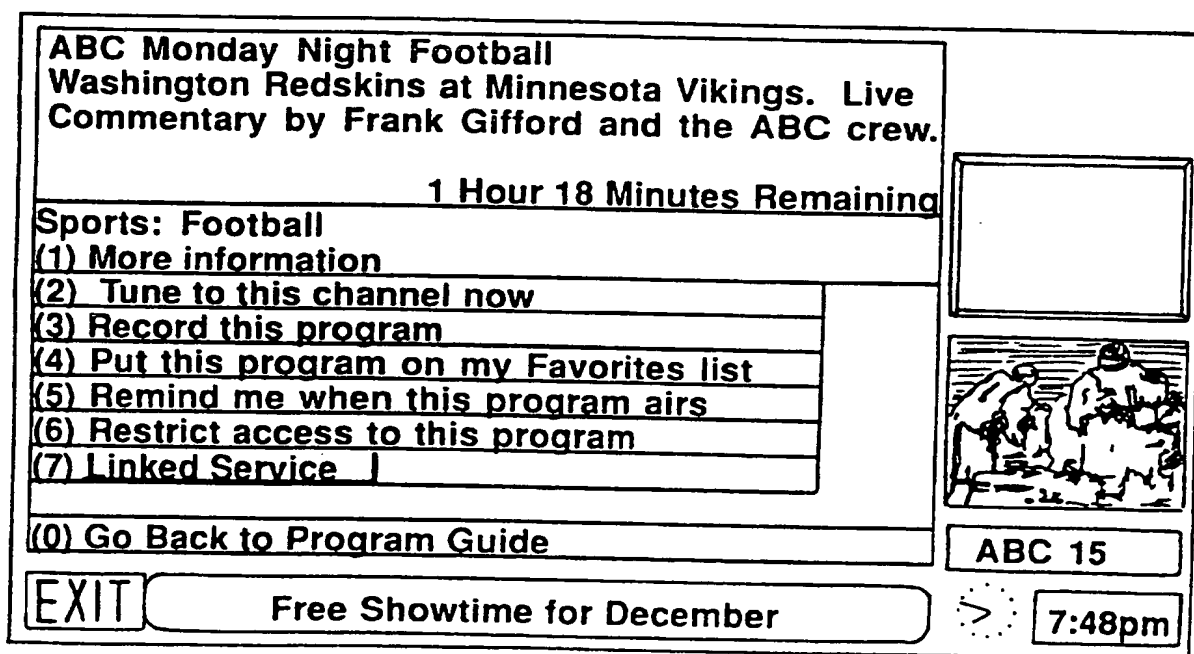 ABC Monday Night Football
Washington Redskins at Minnesota Vikings. Live
Commentary by Frank Gifford and the ABC crew.
1 Hour 18 Minutes Remaining
Sports: Football
(1) More information
(2) Tune to this channel now
(3) Record this program
(4) Put this program on my Favorites list
(5) Remind me when this program airs
(6) Restrict access to this program
(7) Linked Service
(0) Go Back to Program Guide
ABC 15
EXIT
Free Showtime for December
7:48pm